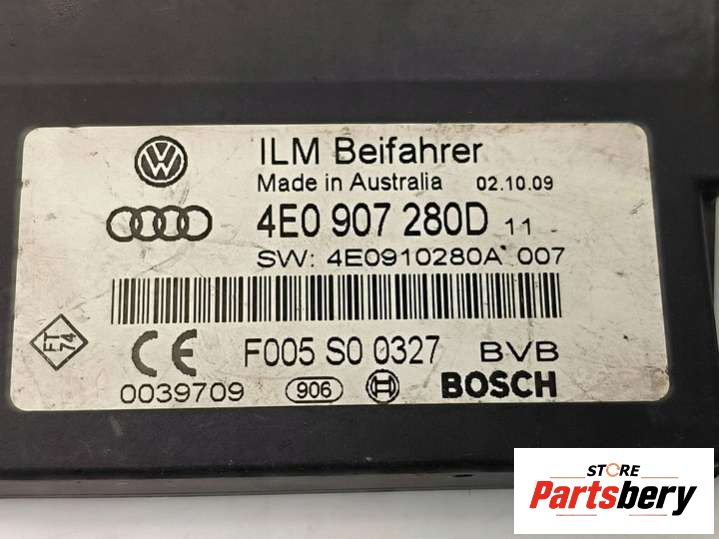 ILM Beifahrer
Made in Australia 02.10.09
4E0 907 280D 11
SW: 4E0910280A 007
FT 74
CE F005 S0 0327 BVB
0039709 906 BOSCH
STORE
Partsbery